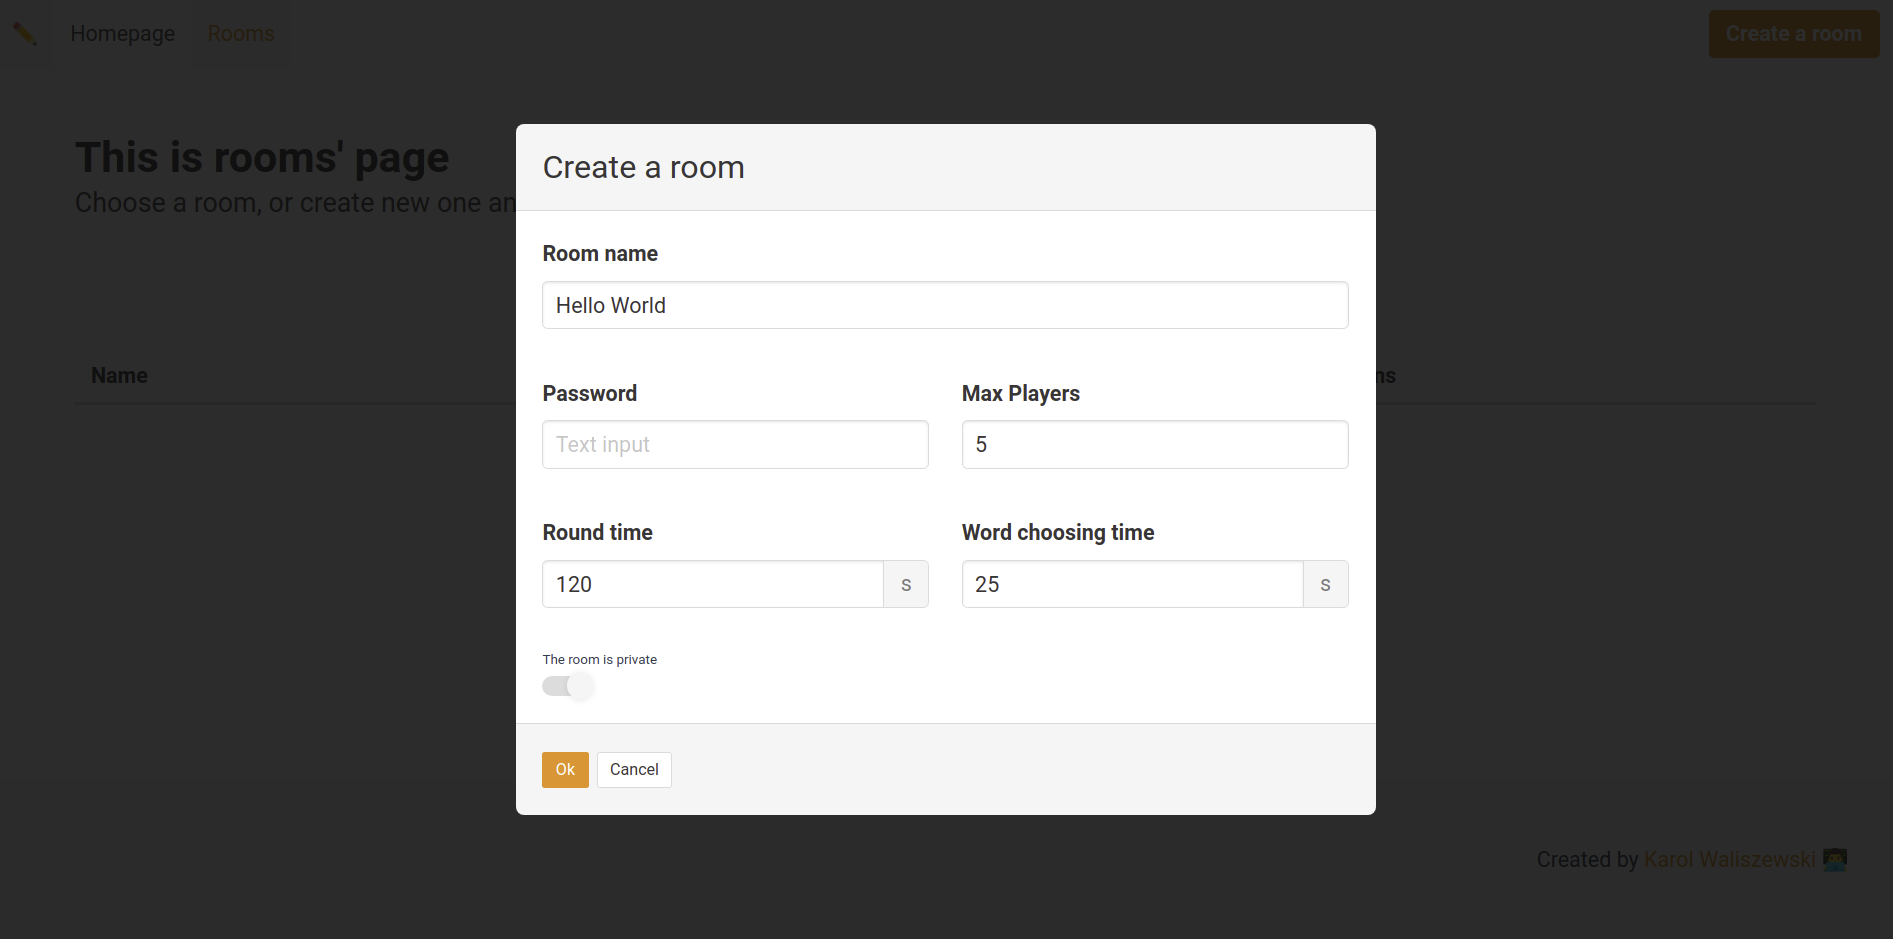 Homepage Rooms Create a room
This is rooms' page
Choose a room, or create new one an
Create a room
Room name
Hello World
Name ns
Password Max Players
Text input 5
Round time Word choosing time
120 s 25 s
The room is private
Ok Cancel
Created by Karol Waliszewski